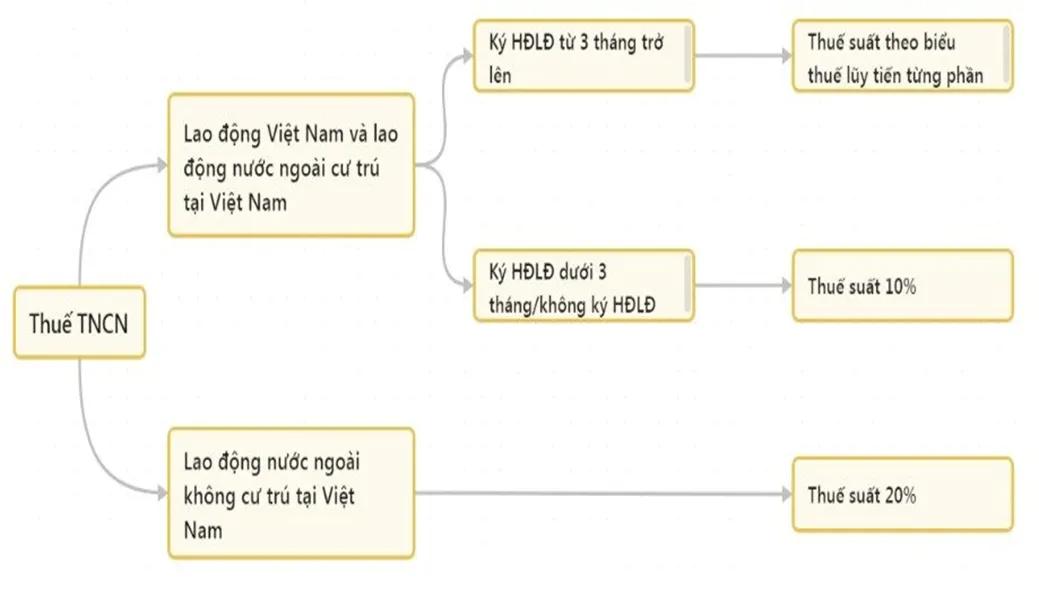 Thuế TNCN
Lao động Việt Nam và lao
động nước ngoài cư trú
tại Việt Nam
Ký HĐLĐ từ 3 tháng trở
lên
Thuế suất theo biểu
thuế lũy tiến từng phần
Ký HĐLĐ dưới 3
tháng/không ký HĐLĐ
Thuế suất 10%
Lao động nước ngoài
không cư trú tại Việt
Nam
Thuế suất 20%